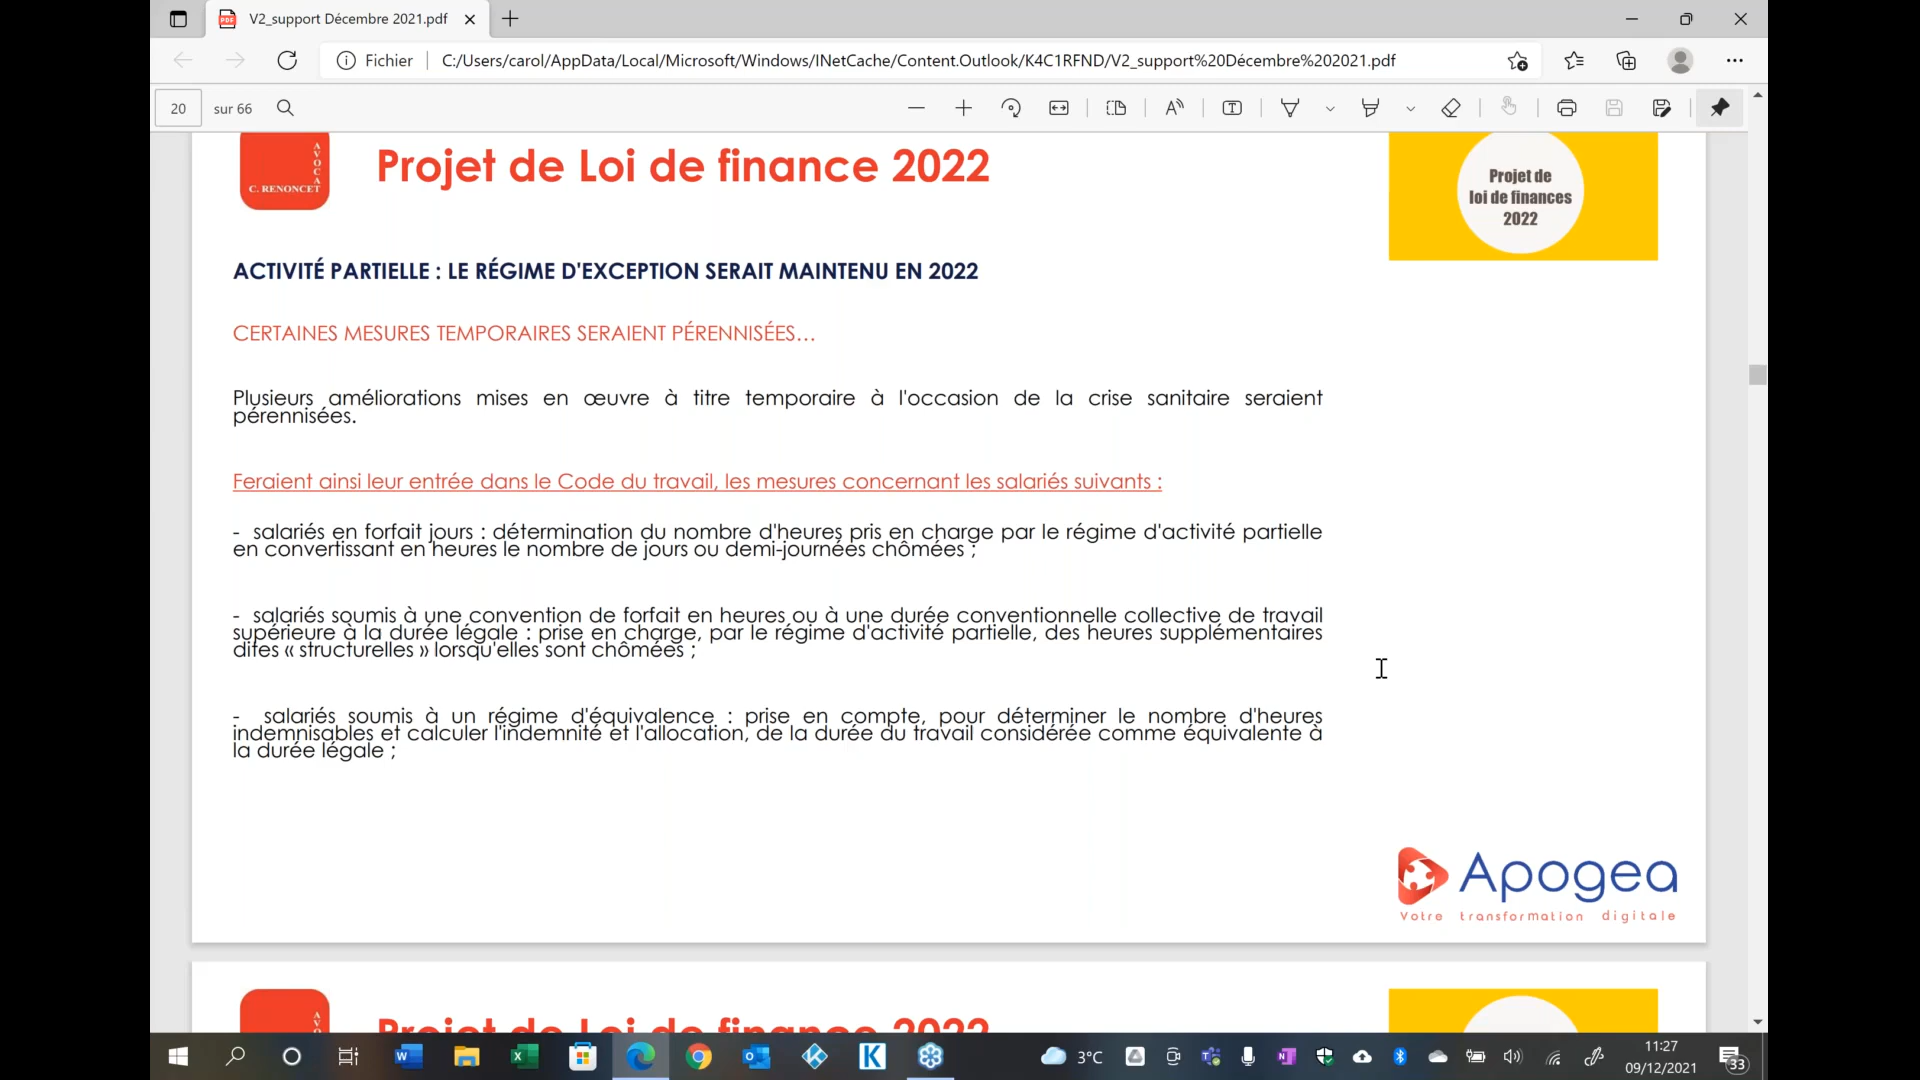 V2_support Décembre 2021.pdf
Fichier
C:/Users/carol/AppData/Local/Microsoft/Windows/INetCache/Content.Outlook/K4C1RFND/V2_support%20Décembre%202021.pdf
20 sur 66
AVOCAT
C. RENONCET
Projet de Loi de finance 2022
Projet de
loi de finances
2022
ACTIVITÉ PARTIELLE : LE RÉGIME D'EXCEPTION SERAIT MAINTENU EN 2022
CERTAINES MESURES TEMPORAIRES SERAIENT PÉRENNISÉES...
Plusieurs améliorations mises en œuvre à titre temporaire à l'occasion de la crise sanitaire seraient
pérennisées.
Feraient ainsi leur entrée dans le Code du travail, les mesures concernant les salariés suivants :
- salariés en forfait jours : détermination du nombre d'heures pris en charge par le régime d'activité partielle
en convertissant en heures le nombre de jours ou demi-journées chômées ;
- salariés soumis à une convention de forfait en heures ou à une durée conventionnelle collective de travail
supérieure à la durée légale : prise en charge, par le régime d'activité partielle, des heures supplémentaires
dites « structurelles » lorsqu'elles sont chômées ;
- salariés soumis à un régime d'équivalence : prise en compte, pour déterminer le nombre d'heures
indemnisables et calculer l'indemnité et l'allocation, de la durée du travail considérée comme équivalente à
la durée légale ;
Apogea
Votre transformation digitale
Projet de Loi de finance 2022
3°C
11:27
09/12/2021
33